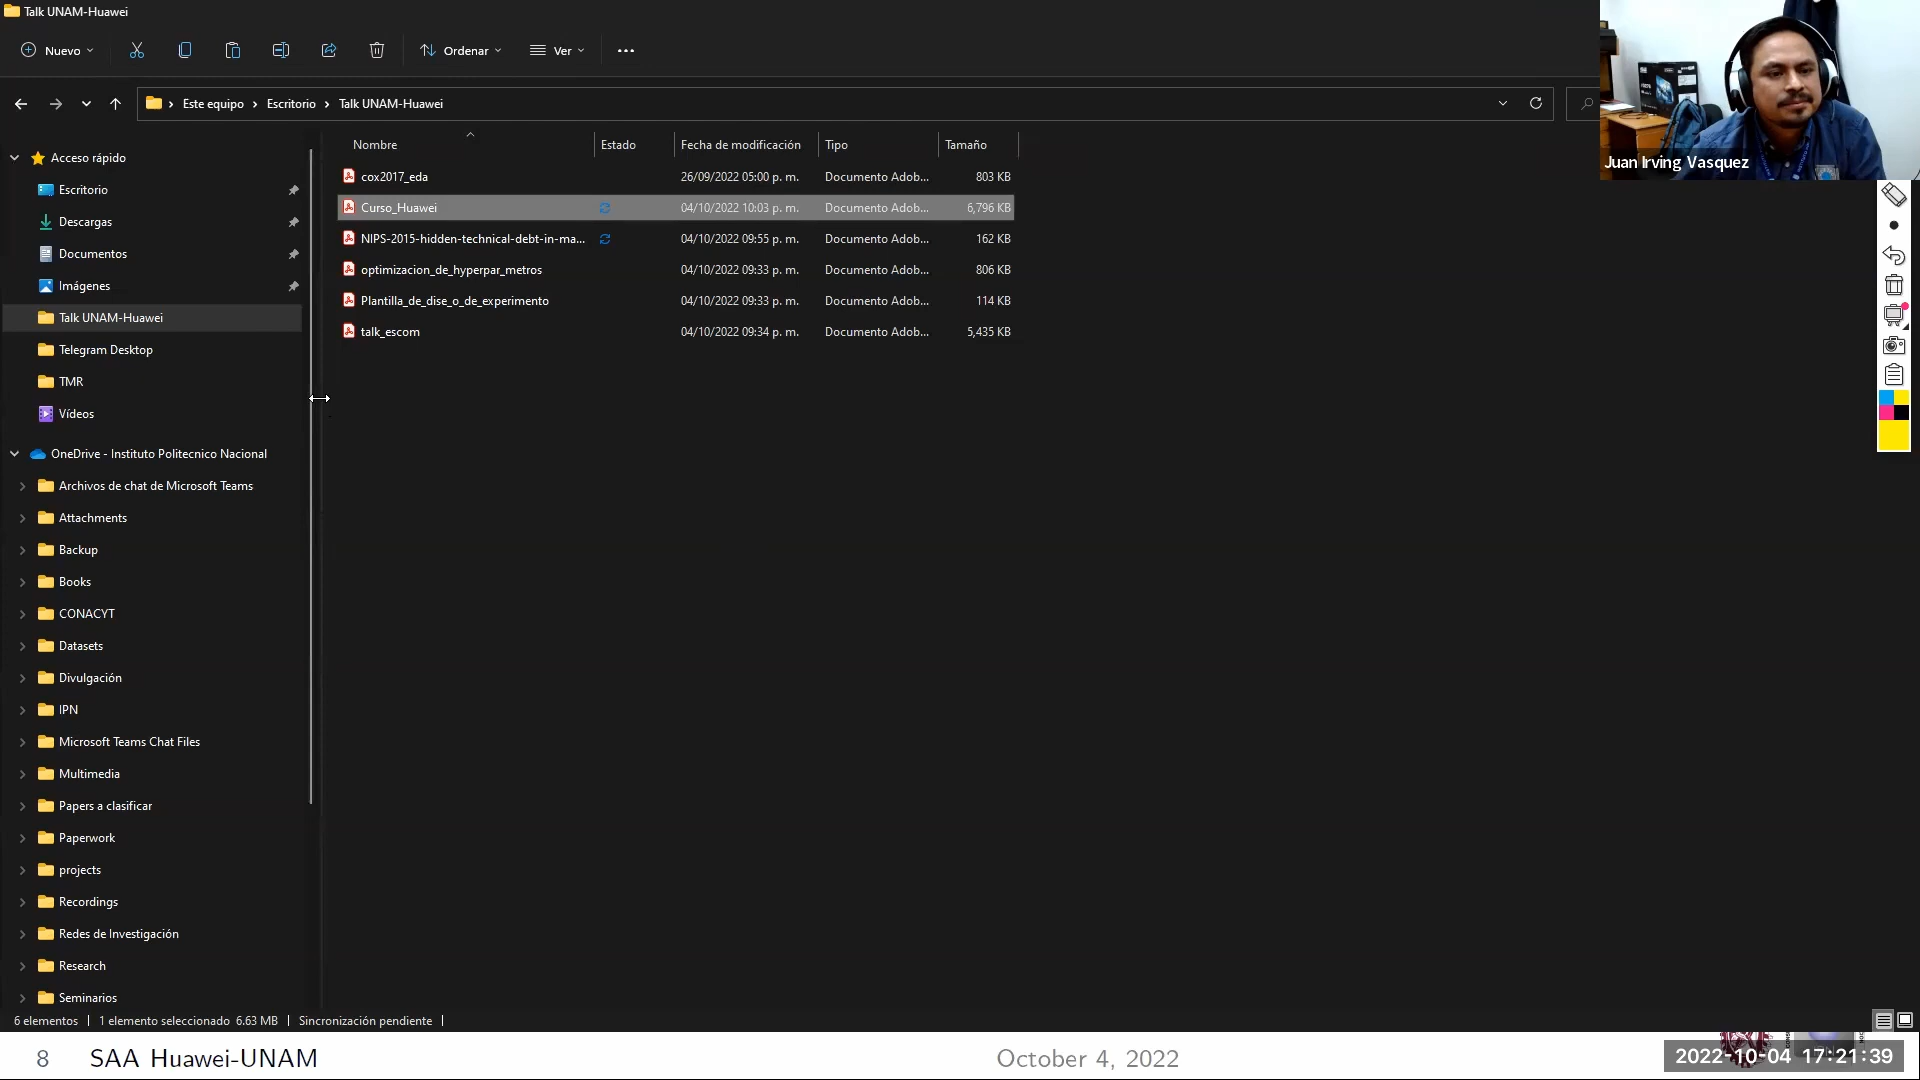 Talk UNAM-Huawei
Nuevo
Ordenar
Ver
Este equipo > Escritorio > Talk UNAM-Huawei
Juan Irving Vasquez
Nombre Estado Fecha de modificación Tipo Tamaño
cox2017_eda 26/09/2022 05:00 p. m. Documento Adob... 803 KB
Curso_Huawei 04/10/2022 10:03 p. m. Documento Adob... 6,796 KB
NIPS-2015-hidden-technical-debt-in-ma... 04/10/2022 09:55 p. m. Documento Adob... 162 KB
optimizacion_de_hyperpar_metros 04/10/2022 09:33 p. m. Documento Adob... 806 KB
Plantilla_de_dise_o_de_experimento 04/10/2022 09:33 p. m. Documento Adob... 114 KB
talk_escom 04/10/2022 09:34 p. m. Documento Adob... 5,435 KB
Acceso rápido
Escritorio
Descargas
Documentos
Imágenes
Talk UNAM-Huawei
Telegram Desktop
TMR
Vídeos
OneDrive - Instituto Politecnico Nacional
Archivos de chat de Microsoft Teams
Attachments
Backup
Books
CONACYT
Datasets
Divulgación
IPN
Microsoft Teams Chat Files
Multimedia
Papers a clasificar
Paperwork
projects
Recordings
Redes de Investigación
Research
Seminarios
6 elementos | 1 elemento seleccionado 6.63 MB | Sincronización pendiente |
8 SAA Huawei-UNAM October 4, 2022
2022-10-04 17:21:39